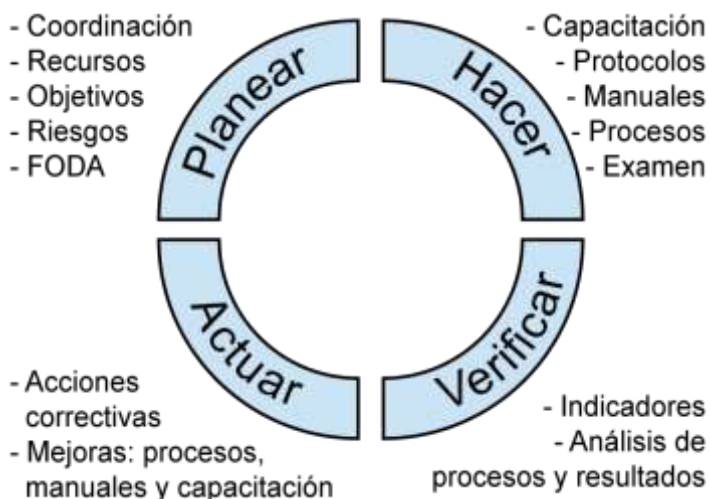 Planear
- Coordinación
- Recursos
- Objetivos
- Riesgos
- FODA
Hacer
- Capacitación
- Protocolos
- Manuales
- Procesos
- Examen
Verificar
- Indicadores
- Análisis de
procesos y resultados
Actuar
- Acciones
correctivas
- Mejoras: procesos,
manuales y capacitación